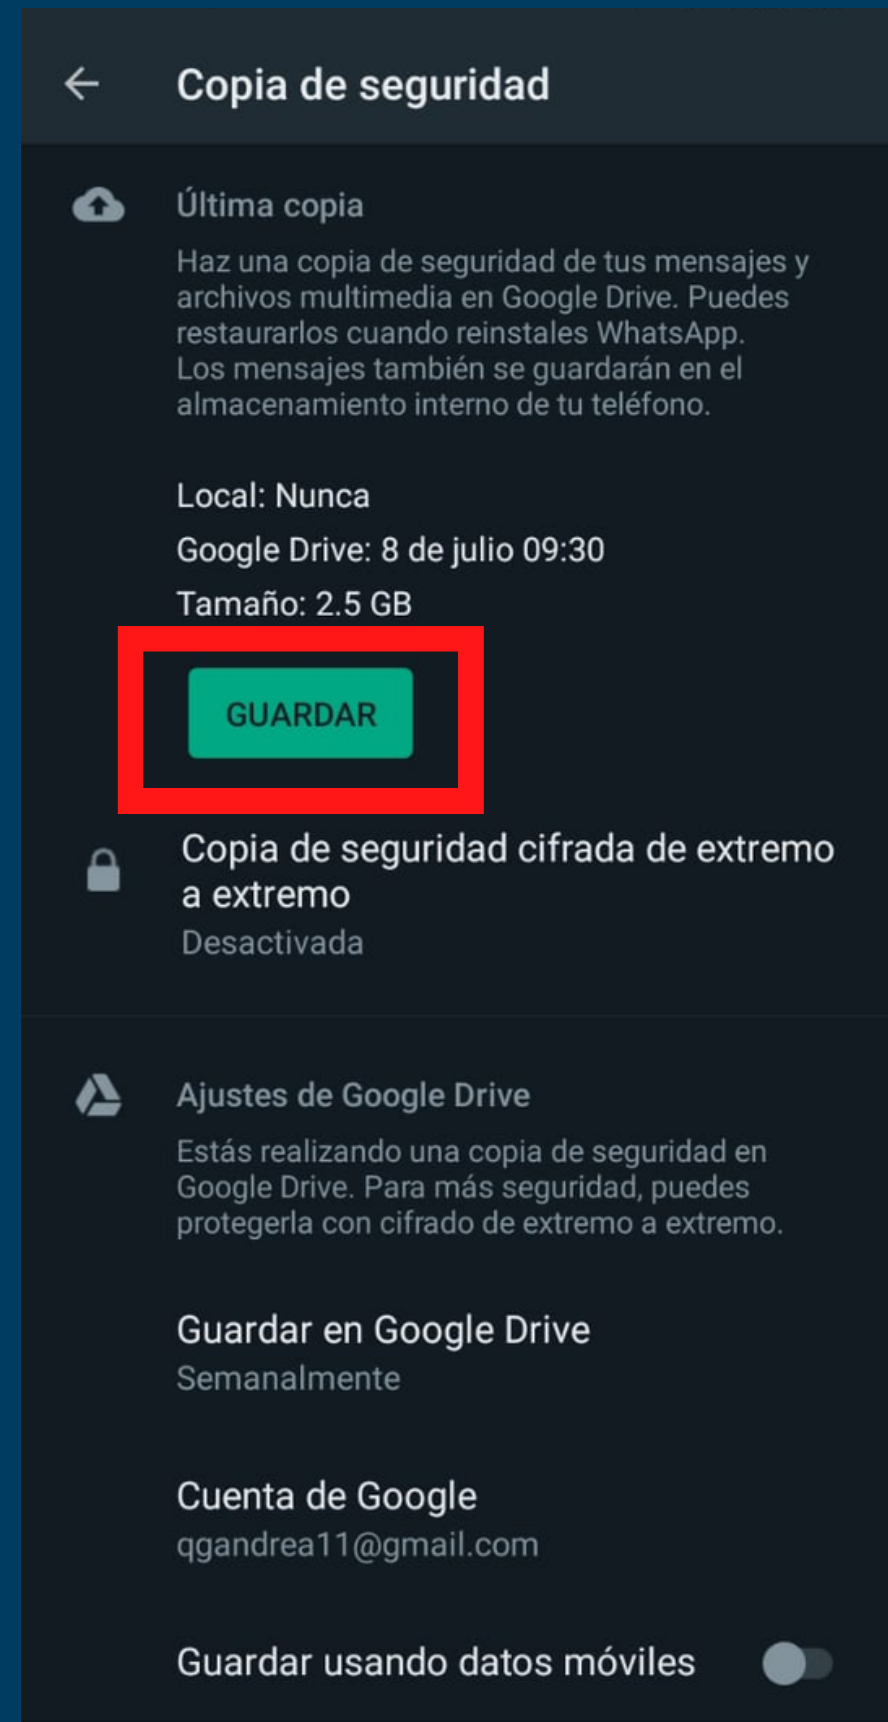 Copia de seguridad
Última copia
Haz una copia de seguridad de tus mensajes y
archivos multimedia en Google Drive. Puedes
restaurarlos cuando reinstales WhatsApp.
Los mensajes también se guardarán en el
almacenamiento interno de tu teléfono.
Local: Nunca
Google Drive: 8 de julio 09:30
Tamaño: 2.5 GB
GUARDAR
Copia de seguridad cifrada de extremo
a extremo
Desactivada
Ajustes de Google Drive
Estás realizando una copia de seguridad en
Google Drive. Para más seguridad, puedes
protegerla con cifrado de extremo a extremo.
Guardar en Google Drive
Semanalmente
Cuenta de Google
qgandrea11@gmail.com
Guardar usando datos móviles